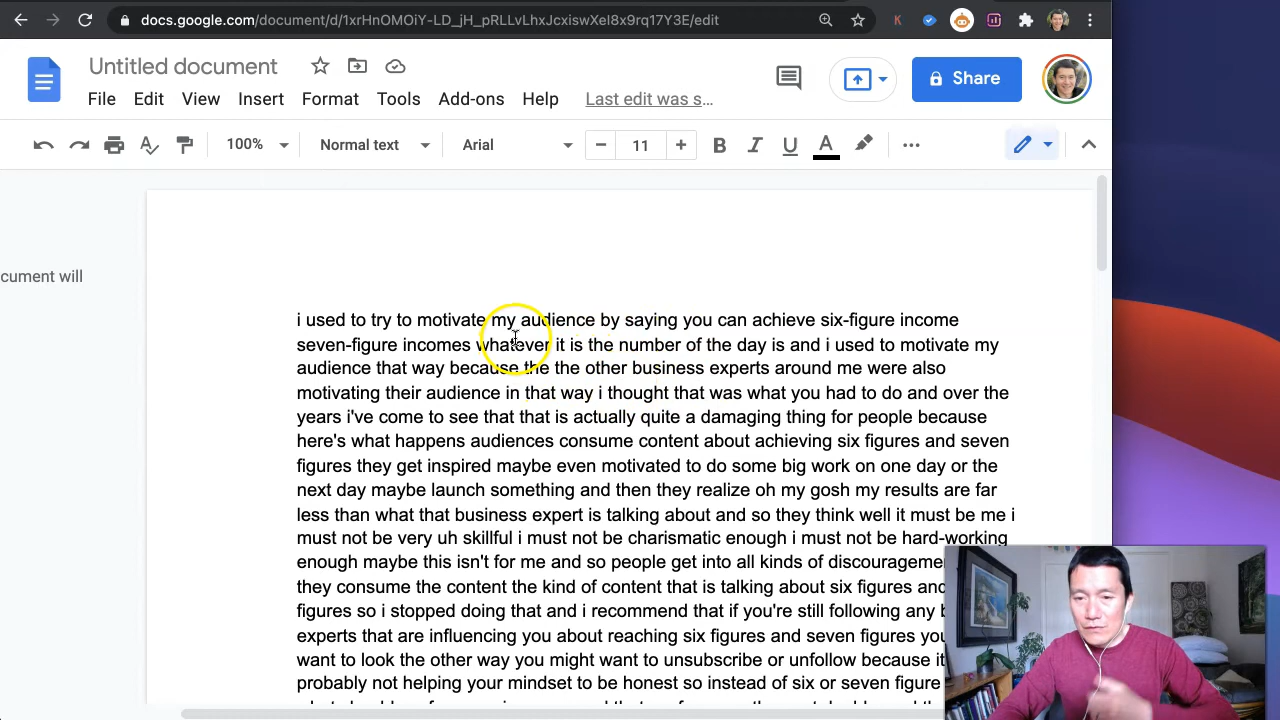 docs.google.com/document/d/1xrHnOMOiY-LD_jH_pRLLvLhxJcxiswXeI8x9rq17Y3E/edit
Untitled document
File Edit View Insert Format Tools Add-ons Help Last edit was s...
Share
100% Normal text Arial 11 B I U A
cument will
i used to try to motivate my audience by saying you can achieve six-figure income
seven-figure incomes whatever it is the number of the day is and i used to motivate my
audience that way because the the other business experts around me were also
motivating their audience in that way i thought that was what you had to do and over the
years i've come to see that that is actually quite a damaging thing for people because
here's what happens audiences consume content about achieving six figures and seven
figures they get inspired maybe even motivated to do some big work on one day or the
next day maybe launch something and then they realize oh my gosh my results are far
less than what that business expert is talking about and so they think well it must be me i
must not be very uh skillful i must not be charismatic enough i must not be hard-working
enough maybe this isn't for me and so people get into all kinds of discourageme
they consume the content the kind of content that is talking about six figures and
figures so i stopped doing that and i recommend that if you're still following any b
experts that are influencing you about reaching six figures and seven figures you
want to look the other way you might want to unsubscribe or unfollow because it
probably not helping your mindset to be honest so instead of six or seven figure